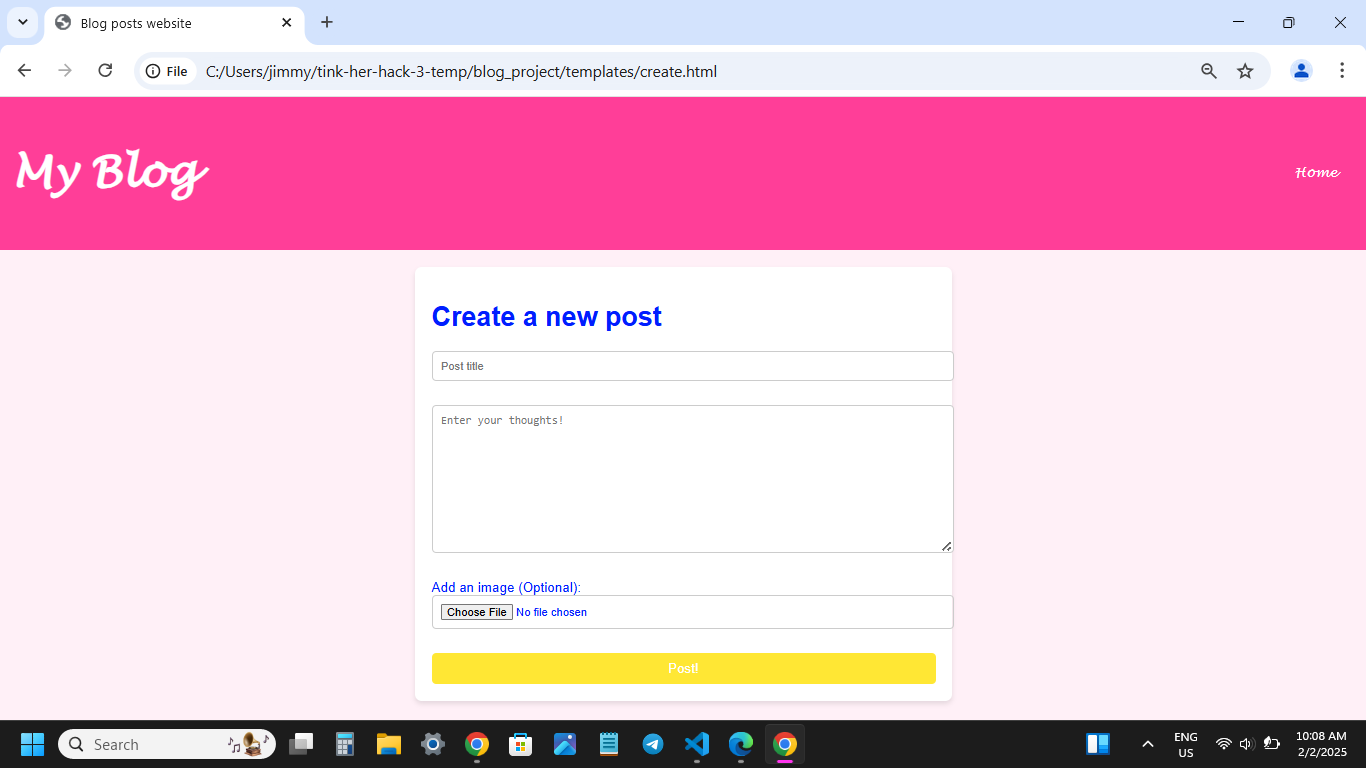 Blog posts website
File
C:/Users/jimmy/tink-her-hack-3-temp/blog_project/templates/create.html
My Blog
Home
Create a new post
Post title
Enter your thoughts!
Add an image (Optional):
Choose File No file chosen
Post!
Search
ENG
US
10:08 AM
2/2/2025